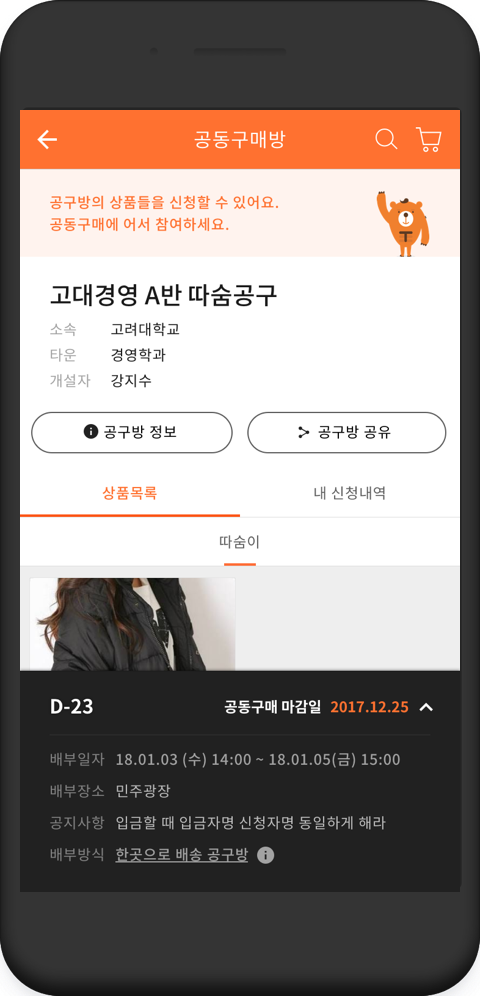 공동구매방
공구방의 상품들을 신청할 수 있어요.
공동구매에 어서 참여하세요.
T
고대경영 A반 따숨공구
소속 고려대학교
타운 경영학과
개설자 강지수
공구방 정보 공구방 공유
상품목록 내 신청내역
따숨이
D-23 공동구매 마감일 2017.12.25
배부일자 18.01.03 (수) 14:00 ~ 18.01.05(금) 15:00
배부장소 민주광장
공지사항 입금할 때 입금자명 신청자명 동일하게 해라
배부방식 한곳으로 배송 공구방